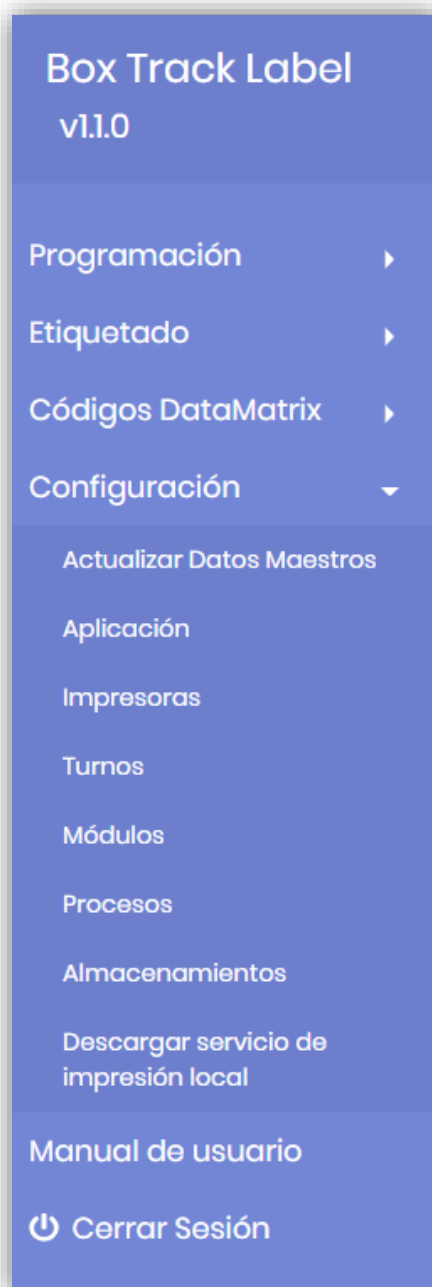 Box Track Label
v1.1.0
Programación
Etiquetado
Códigos DataMatrix
Configuración
Actualizar Datos Maestros
Aplicación
Impresoras
Turnos
Módulos
Procesos
Almacenamientos
Descargar servicio de
impresión local
Manual de usuario
Cerrar Sesión